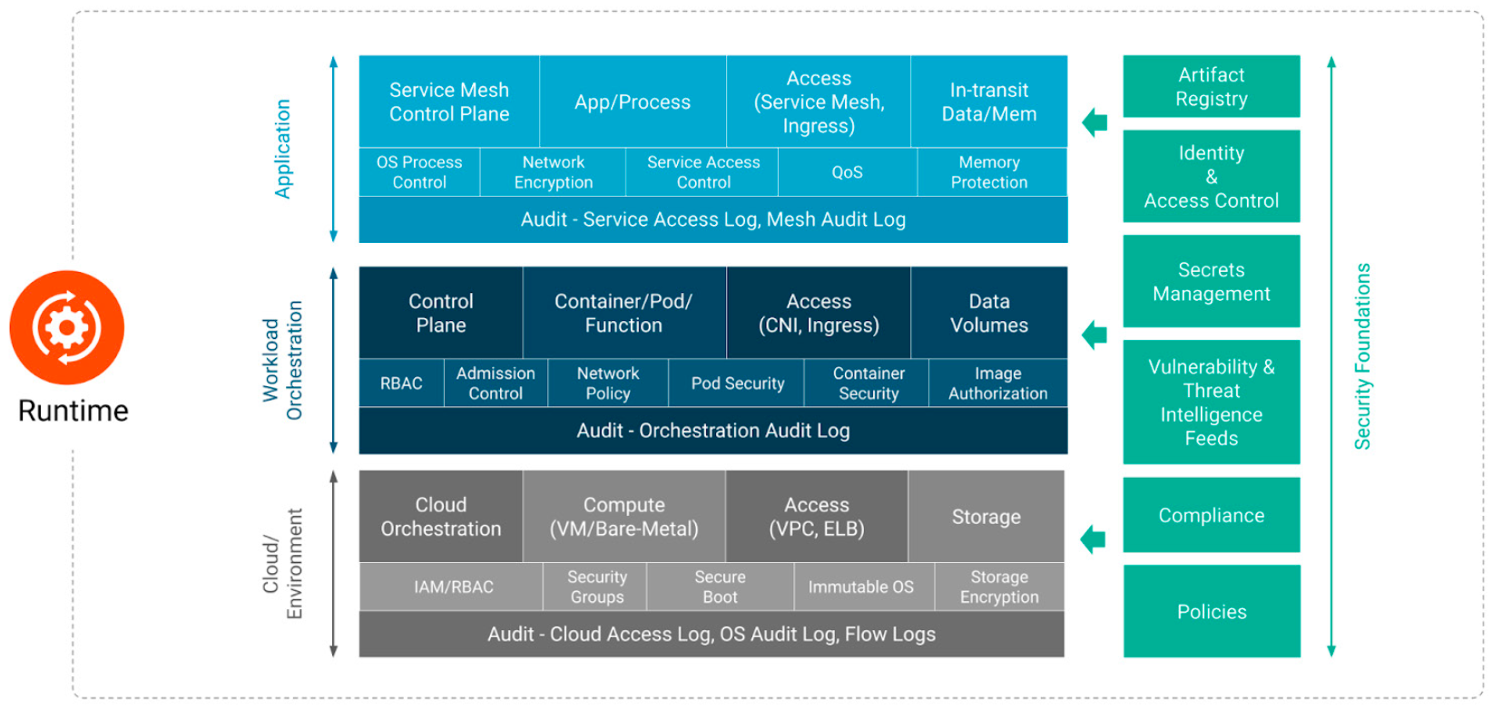 Runtime
Application
Service Mesh
Control Plane
App/Process
Access
(Service Mesh,
Ingress)
In-transit
Data/Mem
OS Process
Control
Network
Encryption
Service Access
Control
QoS
Memory
Protection
Audit - Service Access Log, Mesh Audit Log
Workload
Orchestration
Control
Plane
Container/Pod/
Function
Access
(CNI, Ingress)
Data
Volumes
RBAC
Admission
Control
Network
Policy
Pod Security
Container
Security
Image
Authorization
Audit - Orchestration Audit Log
Cloud/
Environment
Cloud
Orchestration
Compute
(VM/Bare-Metal)
Access
(VPC, ELB)
Storage
IAM/RBAC
Security
Groups
Secure
Boot
Immutable OS
Storage
Encryption
Audit - Cloud Access Log, OS Audit Log, Flow Logs
Artifact
Registry
Identity
&
Access Control
Secrets
Management
Vulnerability &
Threat
Intelligence
Feeds
Compliance
Policies
Security Foundations